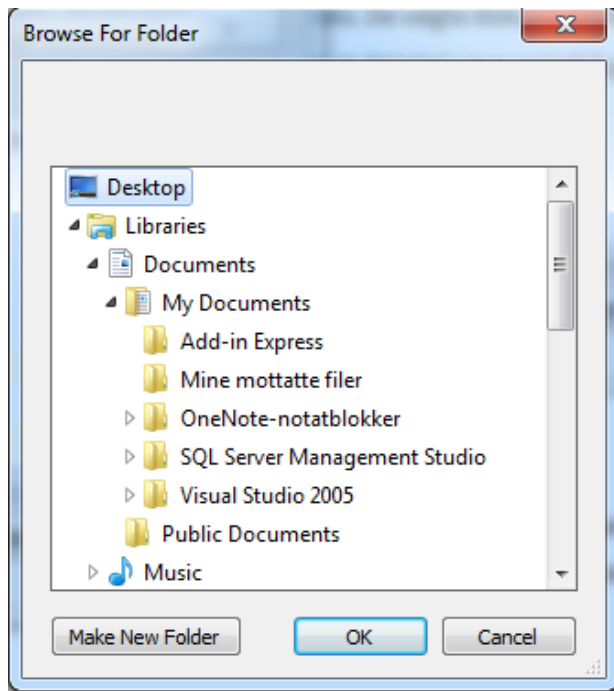 Browse For Folder
Desktop
Libraries
Documents
My Documents
Add-in Express
Mine mottatte filer
OneNote-notatblokker
SQL Server Management Studio
Visual Studio 2005
Public Documents
Music
Make New Folder OK Cancel